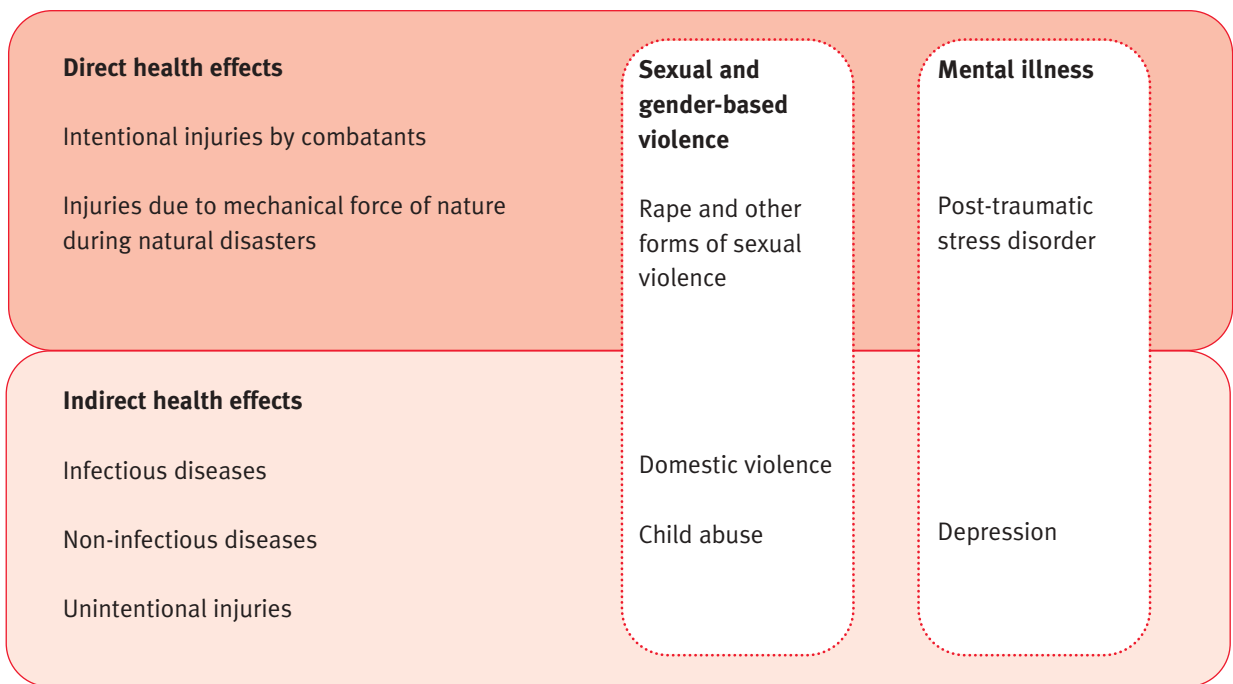 Direct health effects
Intentional injuries by combatants
Injuries due to mechanical force of nature
during natural disasters
Sexual and
gender-based
violence
Rape and other
forms of sexual
violence
Mental illness
Post-traumatic
stress disorder
Indirect health effects
Infectious diseases
Non-infectious diseases
Unintentional injuries
Domestic violence
Child abuse
Depression